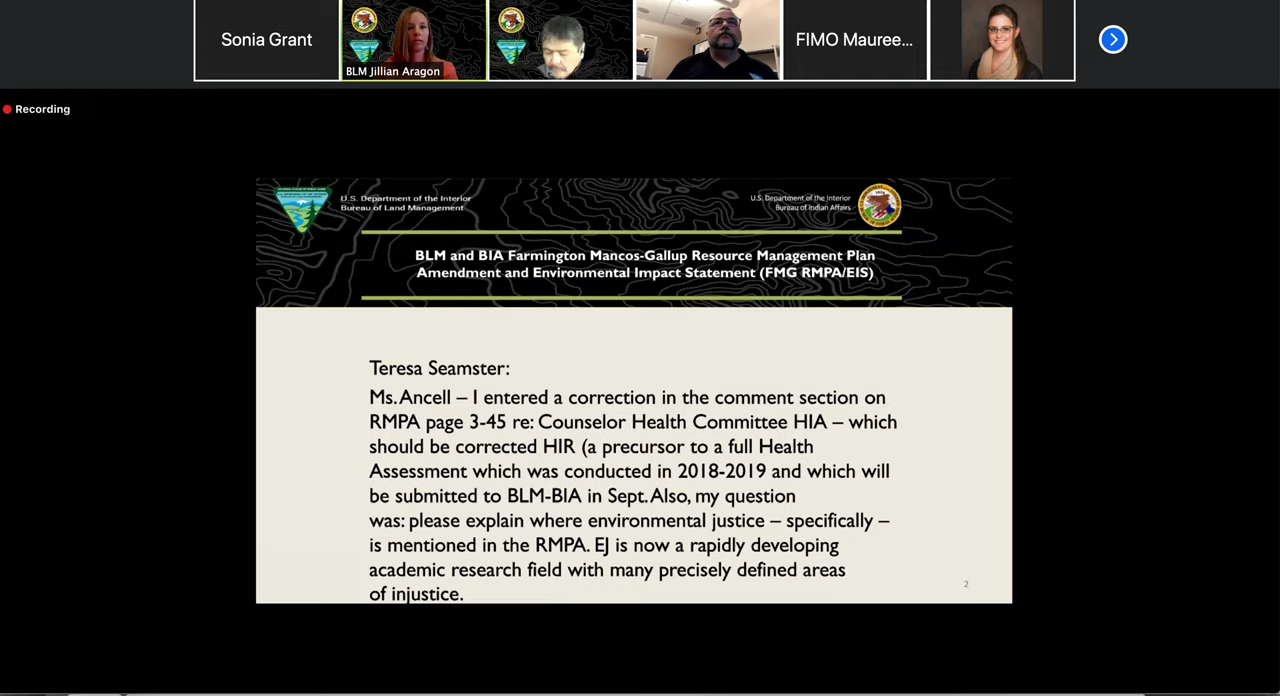 Sonia Grant
BLM Jillian Aragon
FIMO Mauree...
Recording
U.S. Department of the Interior
Bureau of Land Management
U.S. Department of the Interior
Bureau of Indian Affairs
BLM and BIA Farmington Mancos-Gallup Resource Management Plan
Amendment and Environmental Impact Statement (FMG RMPA/EIS)
Teresa Seamster:
Ms. Ancell – I entered a correction in the comment section on
RMPA page 3-45 re: Counselor Health Committee HIA – which
should be corrected HIR (a precursor to a full Health
Assessment which was conducted in 2018-2019 and which will
be submitted to BLM-BIA in Sept. Also, my question
was: please explain where environmental justice – specifically –
is mentioned in the RMPA. EJ is now a rapidly developing
academic research field with many precisely defined areas
of injustice.
2